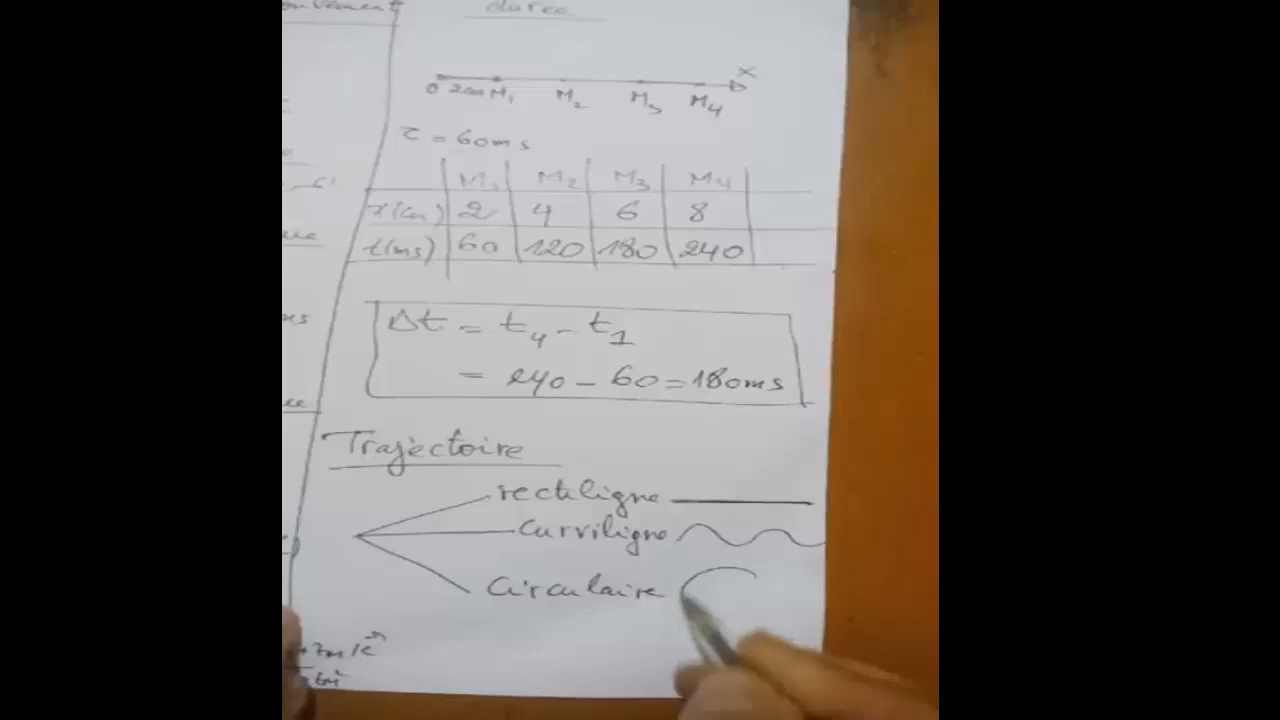 durée
0 2cm M1 M2 M3 M4 x
τ = 60ms
M1 M2 M3 M4
x(cm) 2 4 6 8
t(ms) 60 120 180 240
Δt = t4 - t1
= 240 - 60 = 180ms
Trajectoire
rectiligne
curviligne
Circulaire